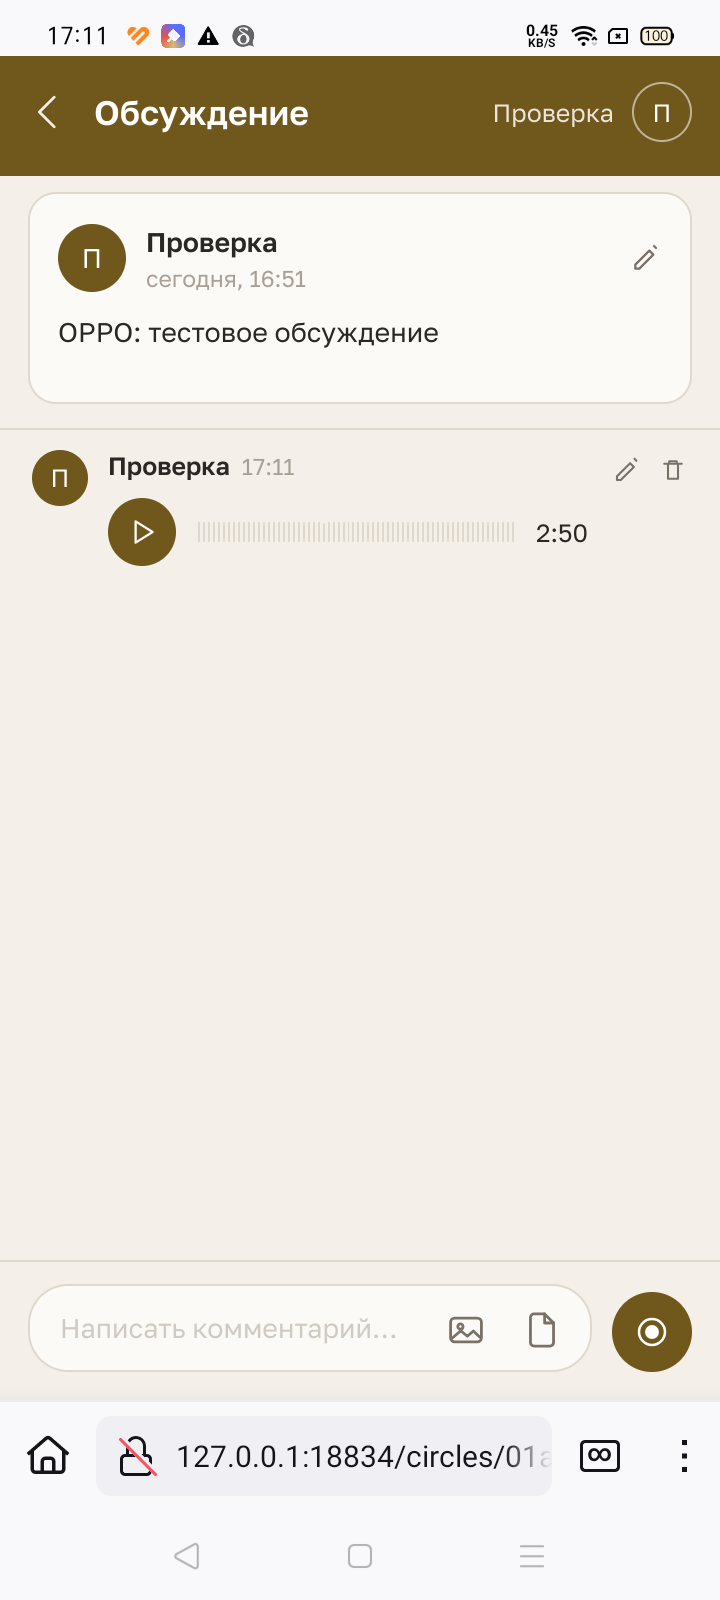 17:11
0.45
KB/S
100
Обсуждение
Проверка
П
П
Проверка
сегодня, 16:51
OPPO: тестовое обсуждение
П
Проверка 17:11
2:50
Написать комментарий...
127.0.0.1:18834/circles/01